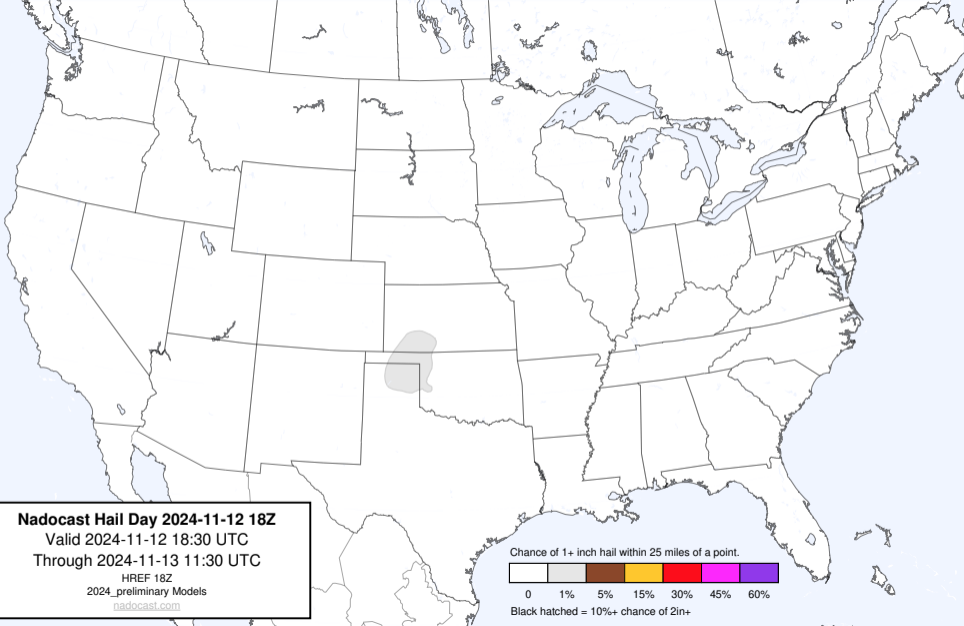 Nadocast Hail Day 2024-11-12 18Z
Valid 2024-11-12 18:30 UTC
Through 2024-11-13 11:30 UTC
HREF 18Z
2024_preliminary Models
nadocast.com
Chance of 1+ inch hail within 25 miles of a point.
0 1% 5% 15% 30% 45% 60%
Black hatched = 10%+ chance of 2in+